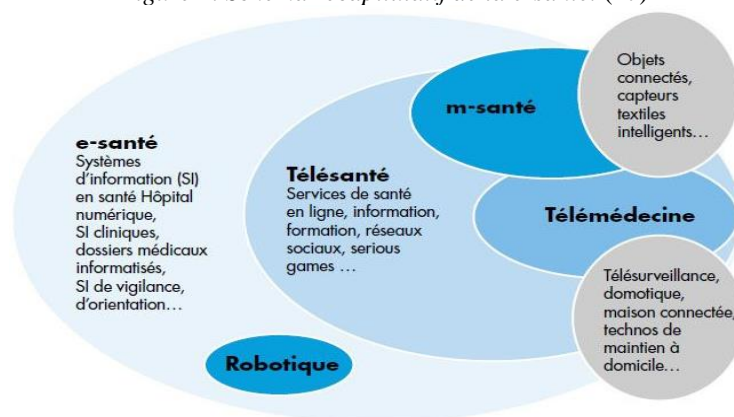 e-santé
Systèmes
d'information (SI)
en santé Hôpital
numérique,
SI cliniques,
dossiers médicaux
informatisés,
SI de vigilance,
d'orientation...
Télésanté
Services de santé
en ligne, information,
formation, réseaux
sociaux, serious
games ...
m-santé
Objets
connectés,
capteurs
textiles
intelligents...
Télémédecine
Télésurveillance,
domotique,
maison connectée,
technos de
maintien à
domicile...
Robotique